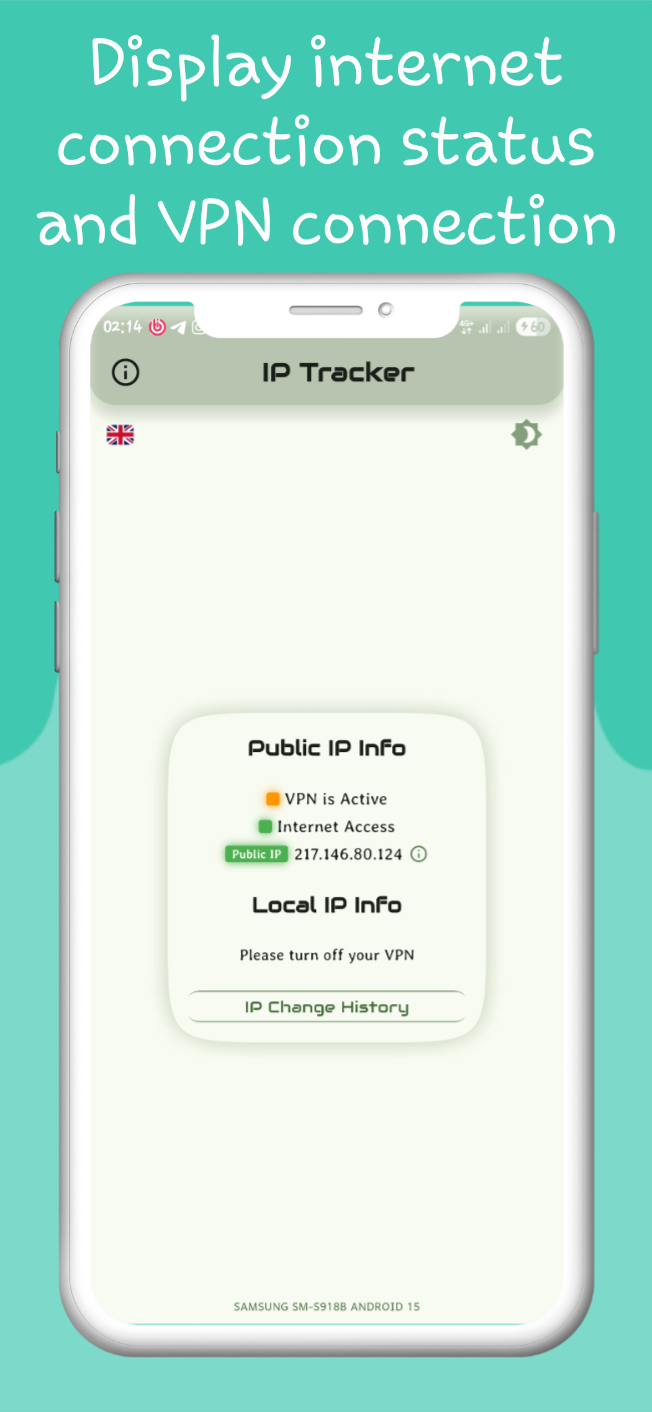 Display internet
connection status
and VPN connection
02:14
4G+
60
IP Tracker
Public IP Info
VPN is Active
Internet Access
Public IP 217.146.80.124
Local IP Info
Please turn off your VPN
IP Change History
SAMSUNG SM-S918B ANDROID 15